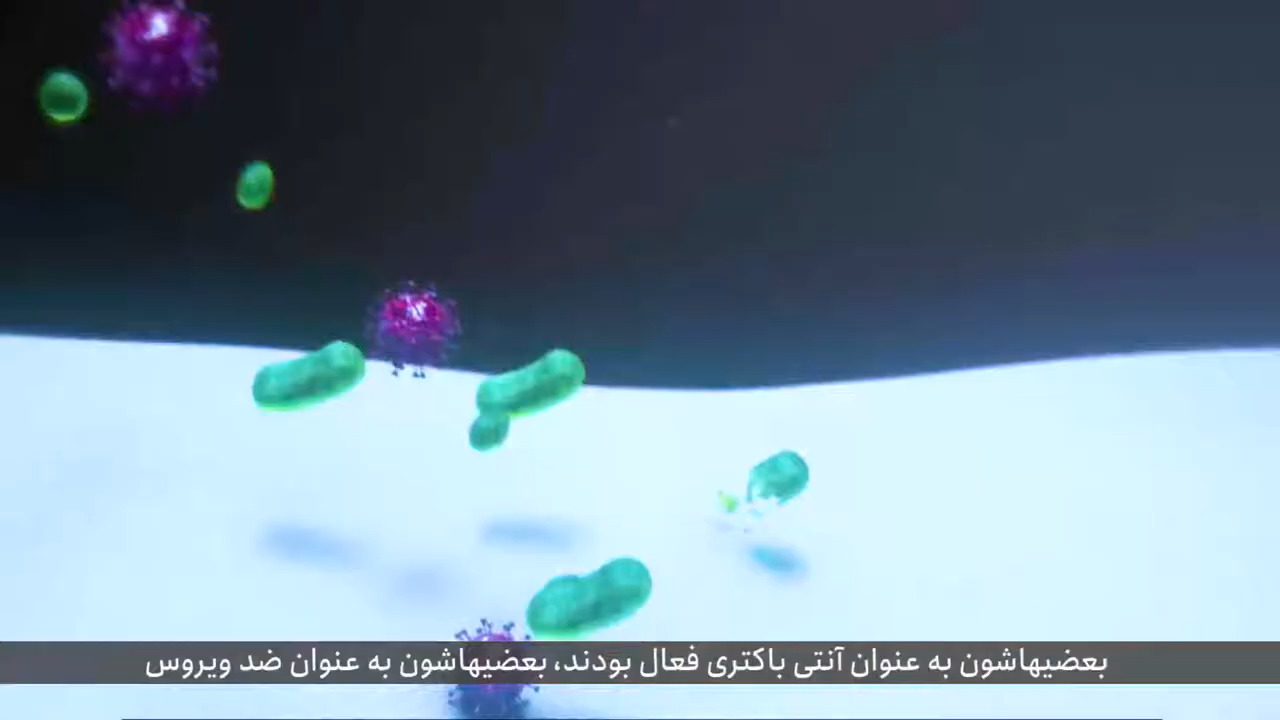 بعضیهاشون به عنوان آنتی باکتری فعال بودند، بعضیهاشون به عنوان ضد ویروس